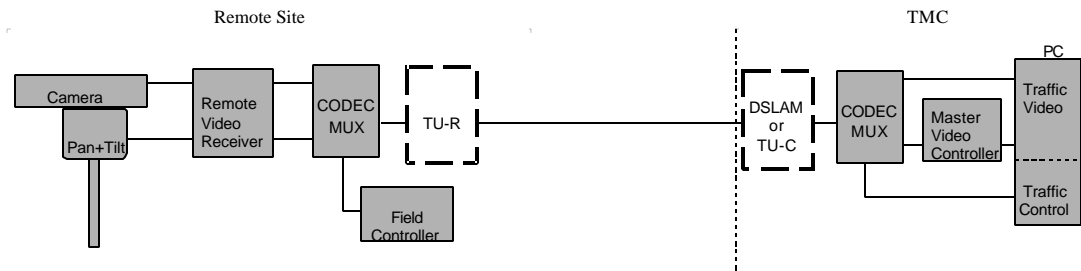 Remote Site
TMC
PC
Camera
Pan+Tilt
Remote
Video
Receiver
CODEC
MUX
TU-R
Field
Controller
DSLAM
or
TU-C
CODEC
MUX
Master
Video
Controller
Traffic
Video
Traffic
Control